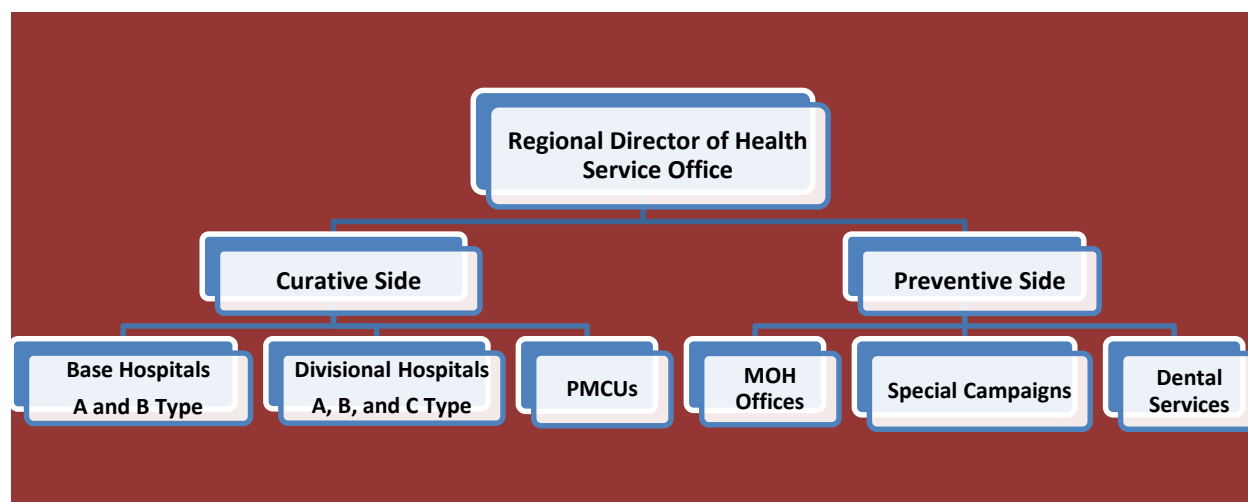 Regional Director of Health
Service Office
Curative Side
Preventive Side
Base Hospitals
A and B Type
Divisional Hospitals
A, B, and C Type
PMCUs
MOH
Offices
Special Campaigns
Dental
Services